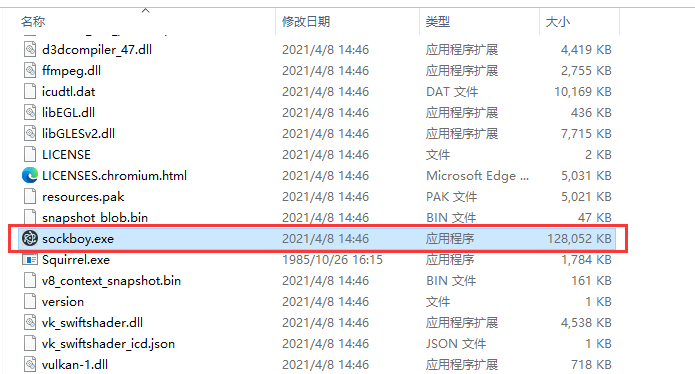 名称 修改日期 类型 大小
d3dcompiler_47.dll 2021/4/8 14:46 应用程序扩展 4,419 KB
ffmpeg.dll 2021/4/8 14:46 应用程序扩展 2,755 KB
icudtl.dat 2021/4/8 14:46 DAT 文件 10,169 KB
libEGL.dll 2021/4/8 14:46 应用程序扩展 436 KB
libGLESv2.dll 2021/4/8 14:46 应用程序扩展 7,715 KB
LICENSE 2021/4/8 14:46 文件 2 KB
LICENSES.chromium.html 2021/4/8 14:46 Microsoft Edge ... 5,031 KB
resources.pak 2021/4/8 14:46 PAK 文件 5,021 KB
snapshot_blob.bin 2021/4/8 14:46 BIN 文件 47 KB
sockboy.exe 2021/4/8 14:46 应用程序 128,052 KB
Squirrel.exe 1985/10/26 16:15 应用程序 1,784 KB
v8_context_snapshot.bin 2021/4/8 14:46 BIN 文件 161 KB
version 2021/4/8 14:46 文件 1 KB
vk_swiftshader.dll 2021/4/8 14:46 应用程序扩展 4,538 KB
vk_swiftshader_icd.json 2021/4/8 14:46 JSON 文件 1 KB
vulkan-1.dll 2021/4/8 14:46 应用程序扩展 718 KB